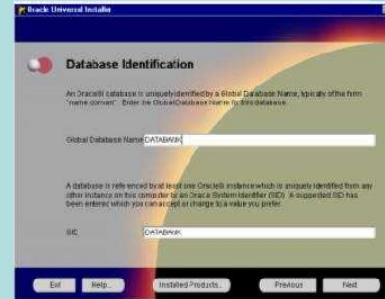 Oracle Universal Installer
Database Identification
An Oracle8i database is uniquely identified by a Global Database Name, typically of the form
"name.domain". Enter the Global Database Name for this database.
Global Database Name DATABANK
A database is referenced by at least one Oracle8i instance which is uniquely identified from any
other instance on this computer by an Oracle System Identifier (SID). A suggested SID has
been entered which you can accept or change to a value you prefer.
SID DATABANK
Exit
Help...
Installed Products...
Previous
Next